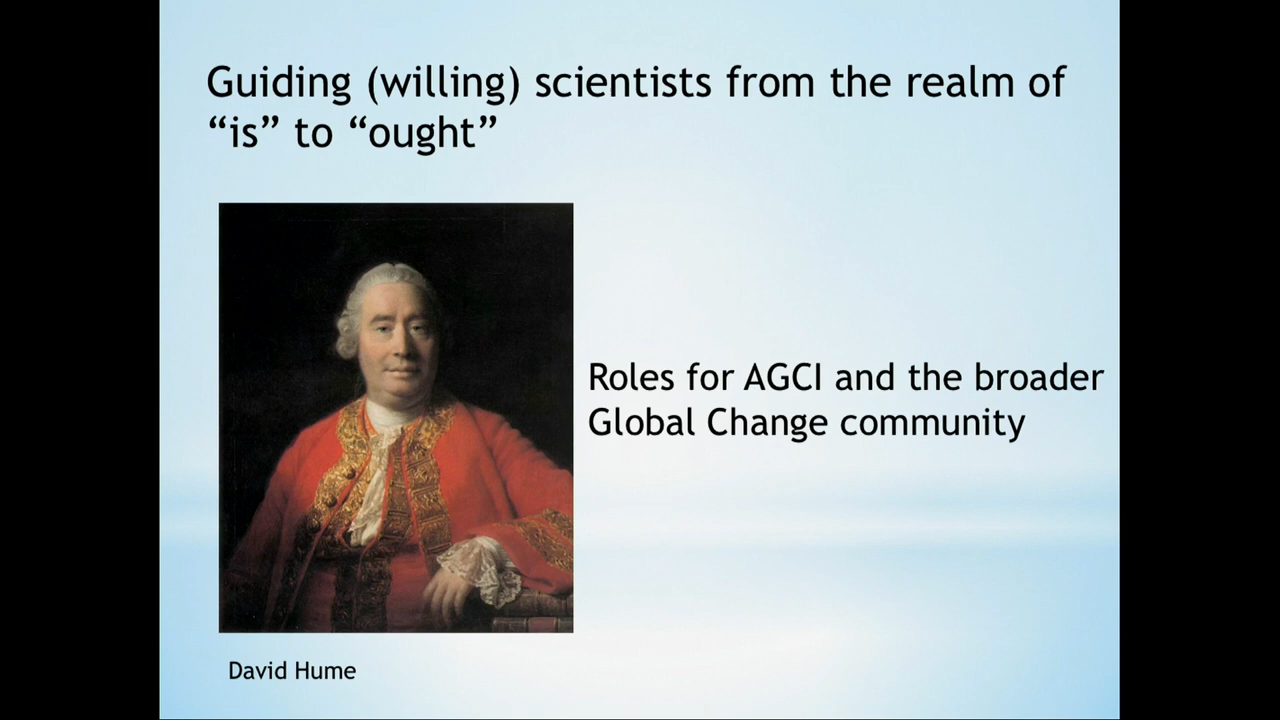 Guiding (willing) scientists from the realm of
“is” to “ought”
Roles for AGCI and the broader
Global Change community
David Hume